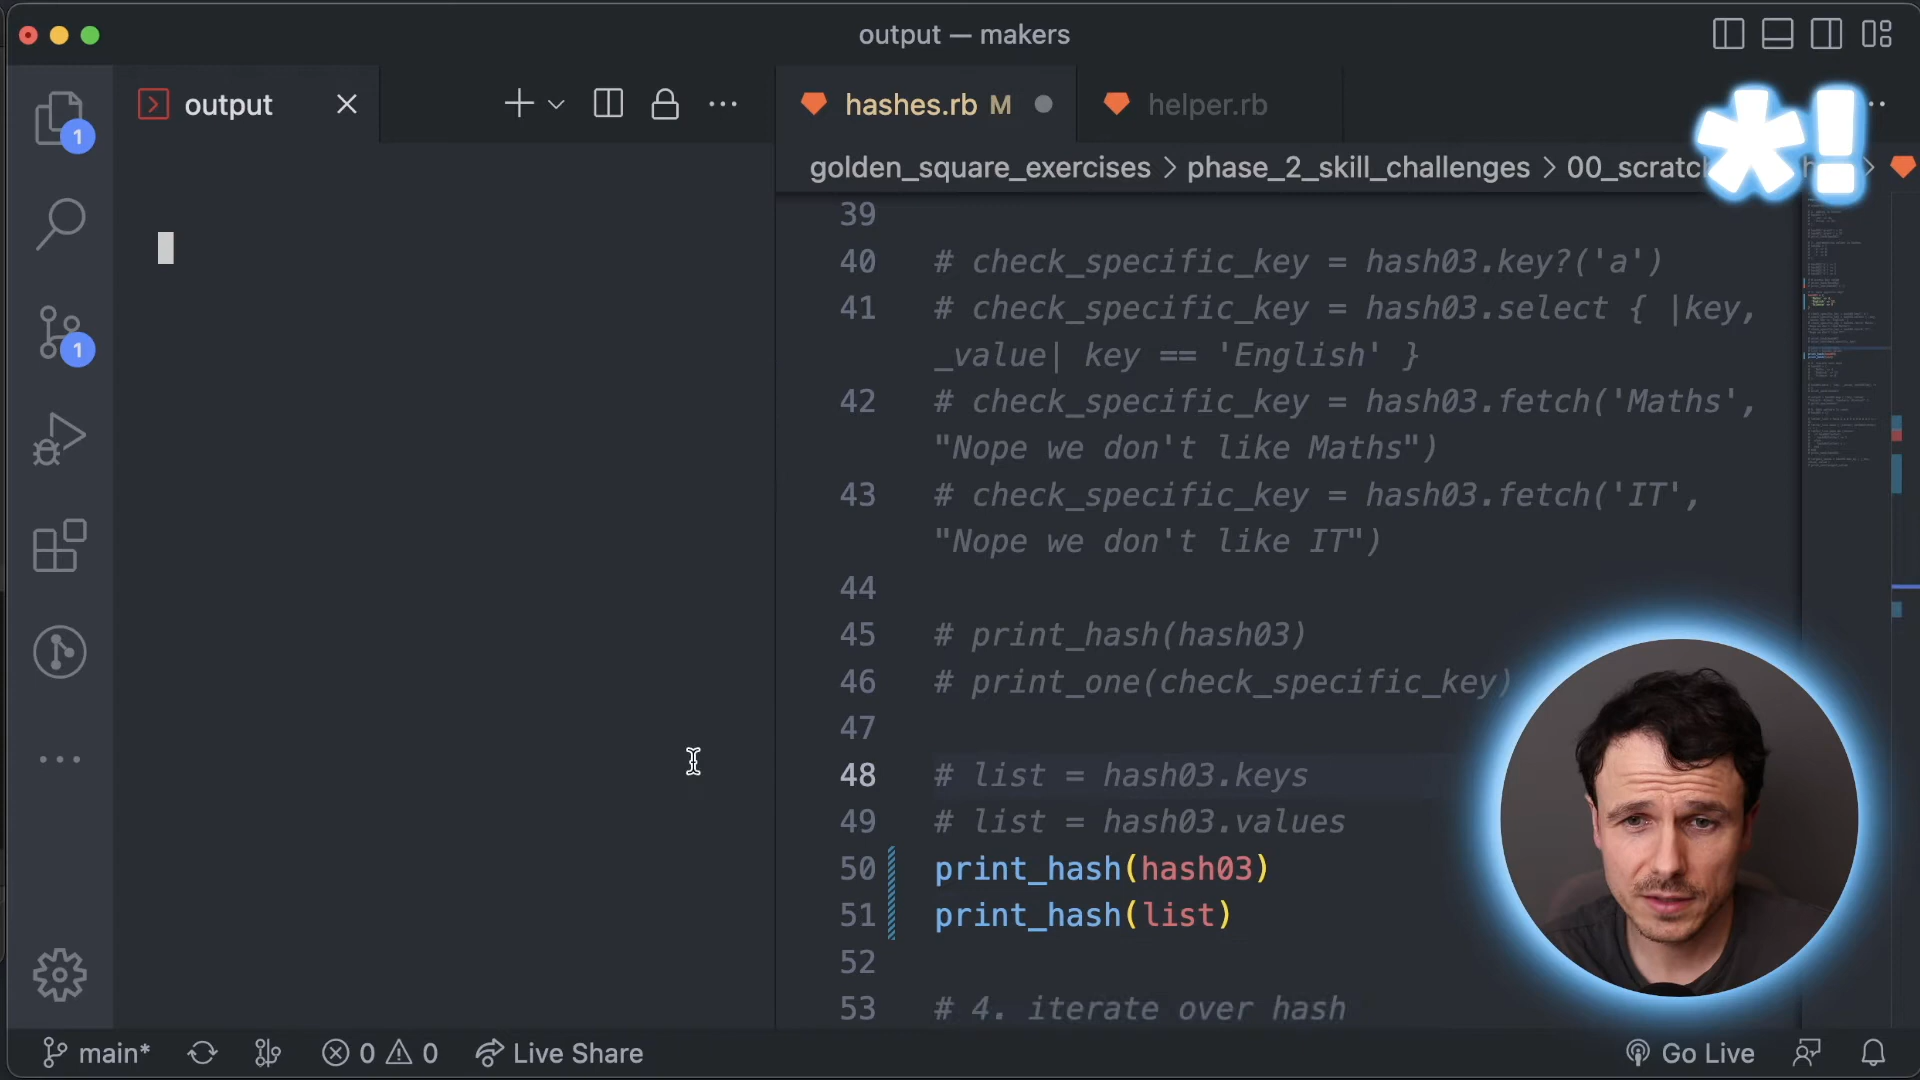 output — makers
output
hashes.rb M
helper.rb
golden_square_exercises > phase_2_skill_challenges > 00_scratc
*!
1
1
39
40 # check_specific_key = hash03.key?('a')
41 # check_specific_key = hash03.select { |key,
_value| key == 'English' }
42 # check_specific_key = hash03.fetch('Maths',
"Nope we don't like Maths")
43 # check_specific_key = hash03.fetch('IT',
"Nope we don't like IT")
44
45 # print_hash(hash03)
46 # print_one(check_specific_key)
47
48 # list = hash03.keys
49 # list = hash03.values
50 print_hash(hash03)
51 print_hash(list)
52
53 # 4. iterate over hash
main* 0 0 Live Share
Go Live